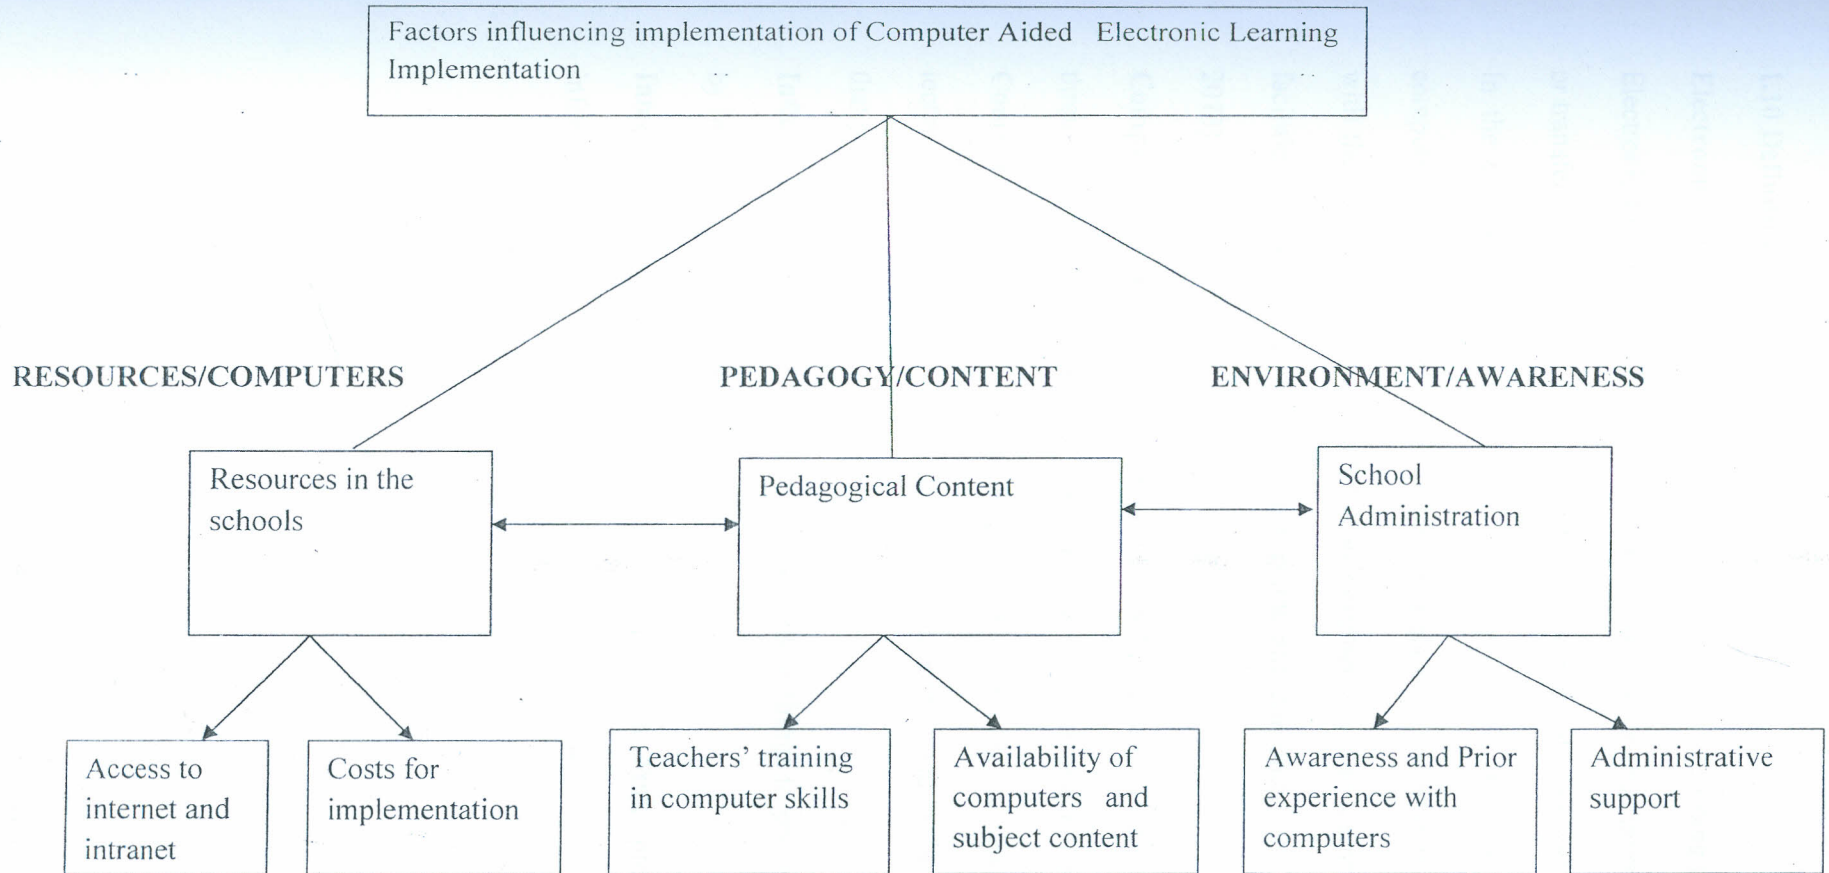 Factors influencing implementation of Computer Aided Electronic Learning
Implementation
RESOURCES/COMPUTERS
PEDAGOGY/CONTENT
ENVIRONMENT/AWARENESS
Resources in the
schools
Pedagogical Content
School
Administration
Access to
internet and
intranet
Costs for
implementation
Teachers’ training
in computer skills
Availability of
computers and
subject content
Awareness and Prior
experience with
computers
Administrative
support